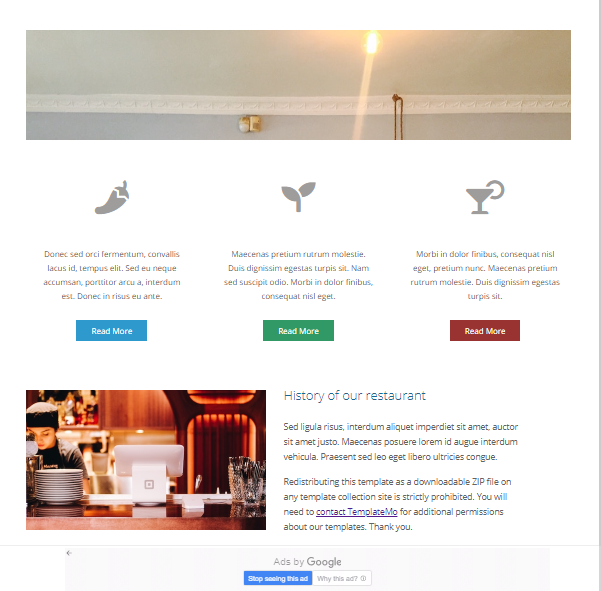 Donec sed orci fermentum, convallis
lacus id, tempus elit. Sed eu neque
accumsan, porttitor arcu a, interdum
est. Donec in risus eu ante.
Read More
Maecenas pretium rutrum molestie.
Duis dignissim egestas turpis sit. Nam
sed suscipit odio. Morbi in dolor finibus,
consequat nisl eget.
Read More
Morbi in dolor finibus, consequat nisl
eget, pretium nunc. Maecenas pretium
rutrum molestie. Duis dignissim egestas
turpis sit.
Read More
History of our restaurant
Sed ligula risus, interdum aliquet imperdiet sit amet, auctor
sit amet justo. Maecenas posuere lorem id augue interdum
vehicula. Praesent sed leo eget libero ultricies congue.
Redistributing this template as a downloadable ZIP file on
any template collection site is strictly prohibited. You will
need to contact TemplateMo for additional permissions
about our templates. Thank you.
Ads by Google
Stop seeing this ad
Why this ad?